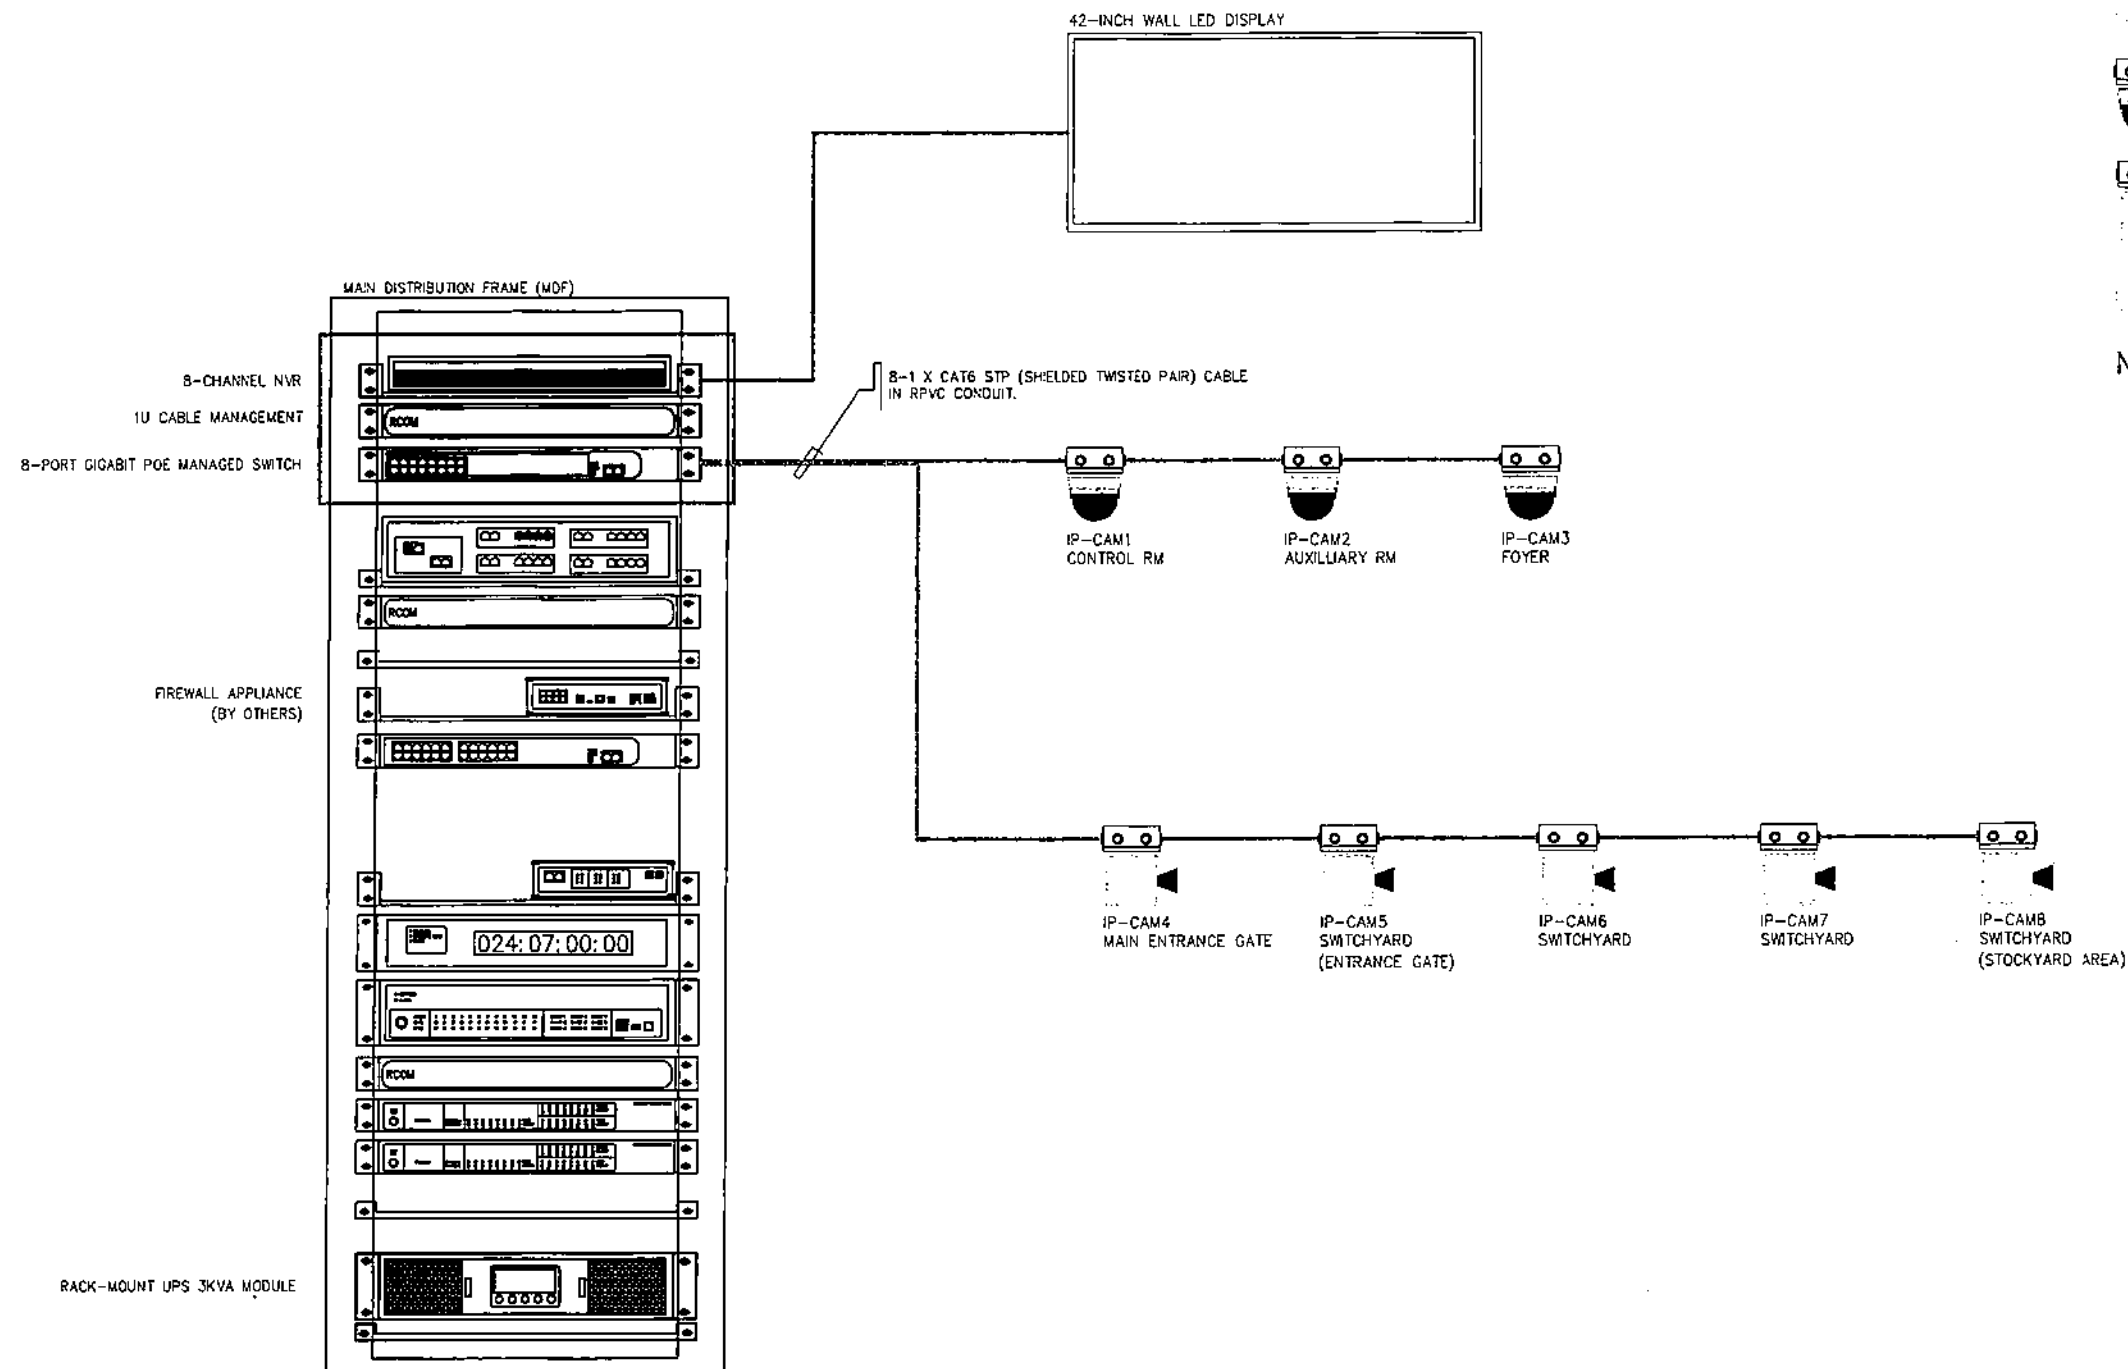 42-INCH WALL LED DISPLAY
MAIN DISTRIBUTION FRAME (MDF)
8-CHANNEL NVR
1U CABLE MANAGEMENT
RCOM
8-PORT GIGABIT POE MANAGED SWITCH
8-1 X CAT6 STP (SHIELDED TWISTED PAIR) CABLE
IN RPVC CONDUIT.
IP-CAM1
CONTROL RM
IP-CAM2
AUXILLIARY RM
IP-CAM3
FOYER
RCOM
FIREWALL APPLIANCE
(BY OTHERS)
024:07:00:00
IP-CAM4
MAIN ENTRANCE GATE
IP-CAM5
SWITCHYARD
(ENTRANCE GATE)
IP-CAM6
SWITCHYARD
IP-CAM7
SWITCHYARD
IP-CAM8
SWITCHYARD
(STOCKYARD AREA)
RCOM
RACK-MOUNT UPS 3KVA MODULE